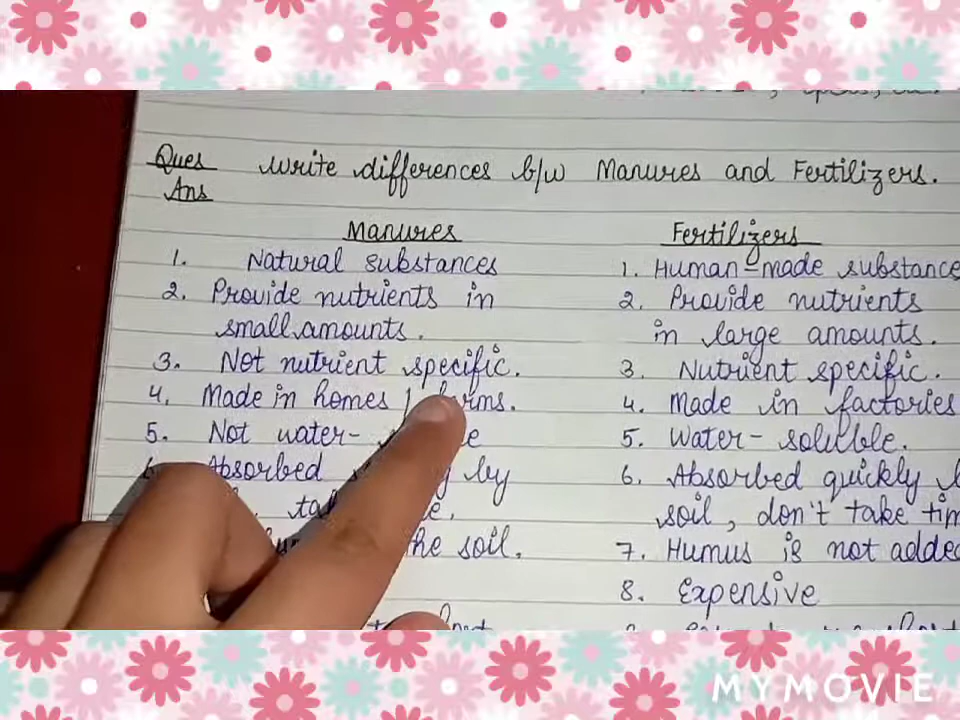 Ques Write differences b/w Manures and Fertilizers.
Ans
Manures
1. Natural substances
2. Provide nutrients in
small amounts.
3. Not nutrient specific.
4. Made in homes
5. Not water-
6. Absorbed by
the soil.
Fertilizers
1. Human-made substance
2. Provide nutrients
in large amounts.
3. Nutrient specific.
4. Made in factories
5. Water-soluble.
6. Absorbed quickly
soil, don't take
7. Humus is not added
8. Expensive
MYMOVIE